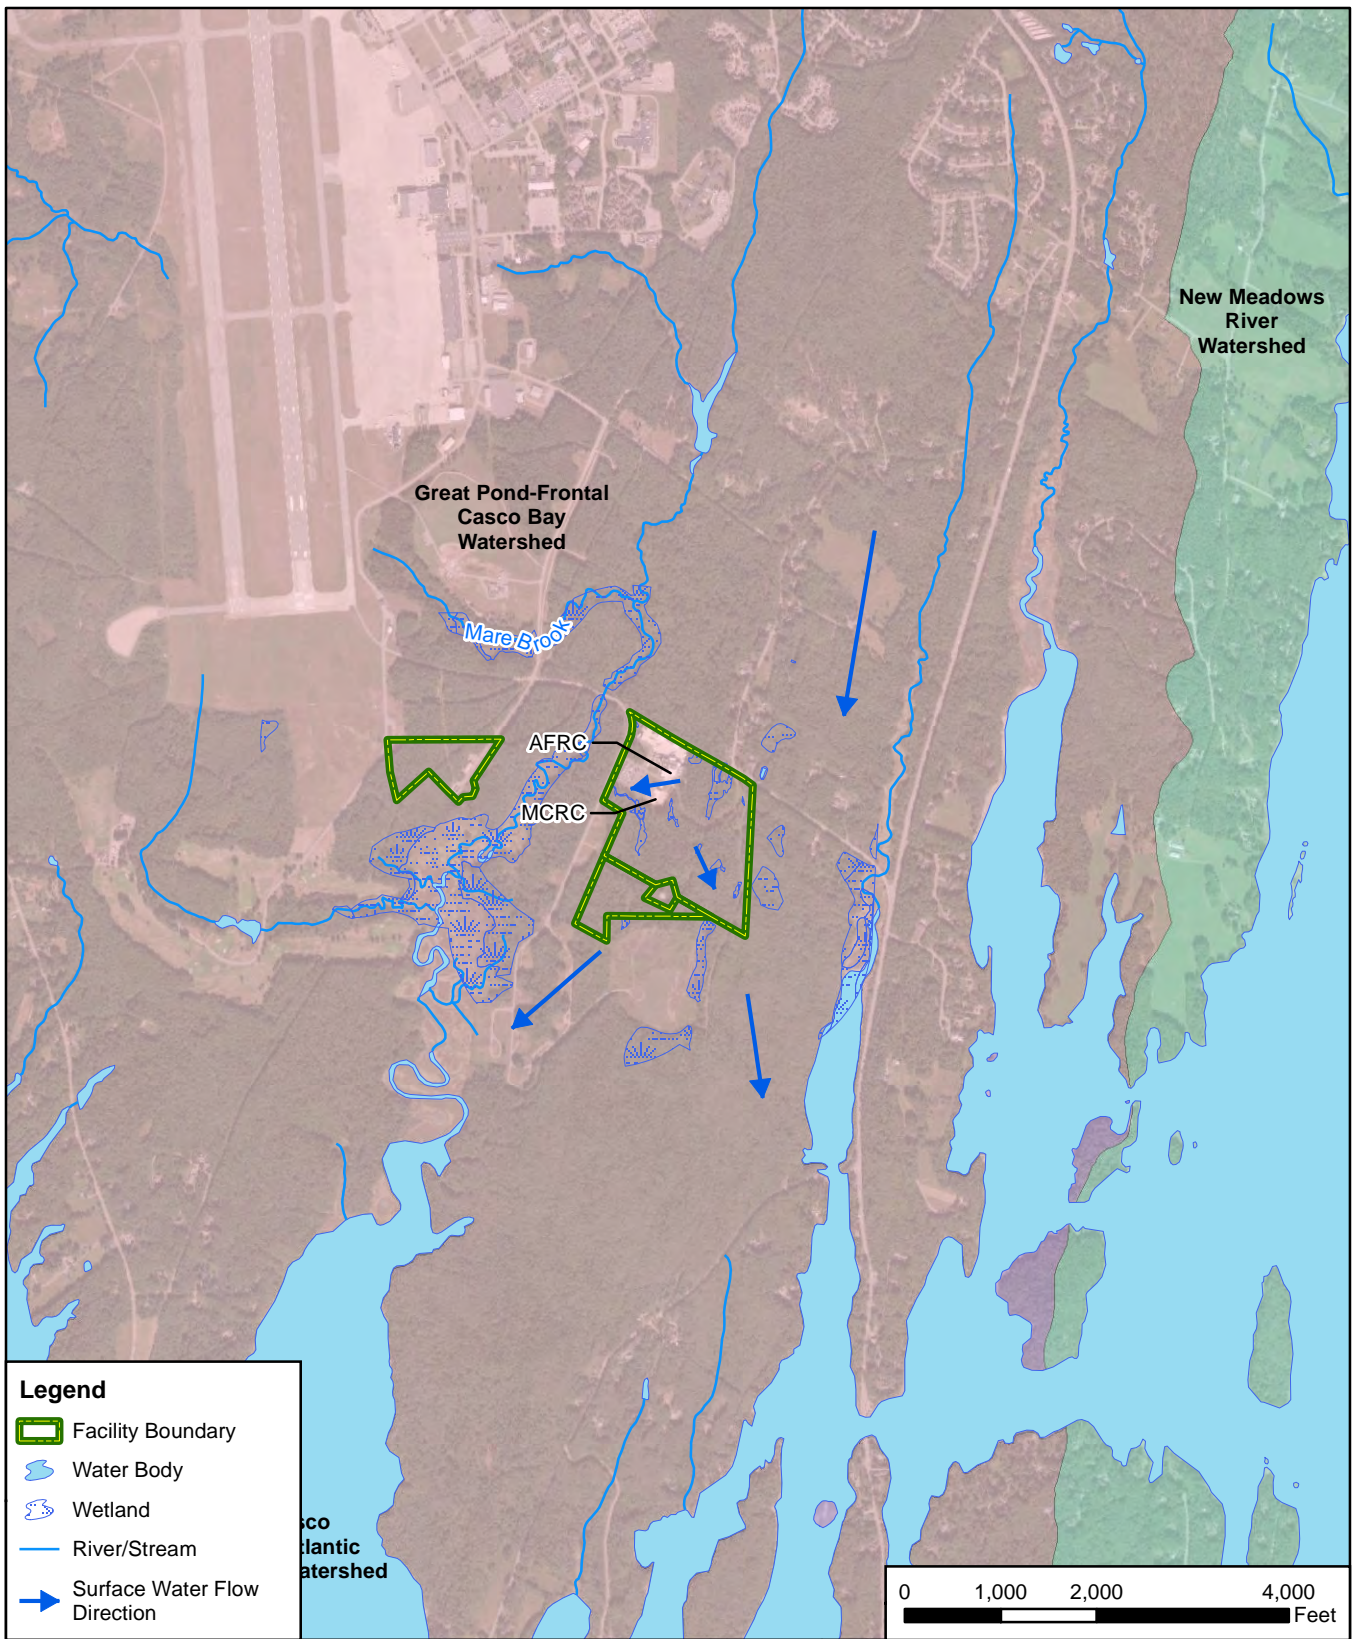 New Meadows
River
Watershed
Great Pond-Frontal
Casco Bay
Watershed
Mare Brook
AFRC
MCRC
Legend
Facility Boundary
Water Body
Wetland
River/Stream
Surface Water Flow
Direction
sco
tlantic
atershed
0 1,000 2,000 4,000
Feet